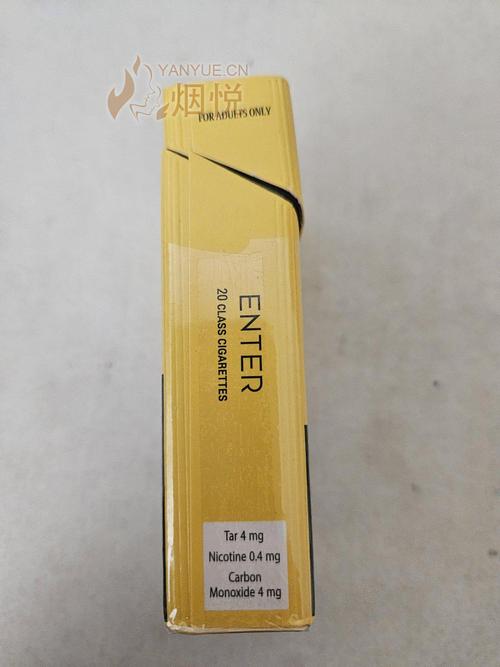 YANYUE.CN
烟悦
FOR ADULTS ONLY
ENTER
20 CLASS CIGARETTES
Tar 4 mg
Nicotine 0.4 mg
Carbon
Monoxide 4 mg